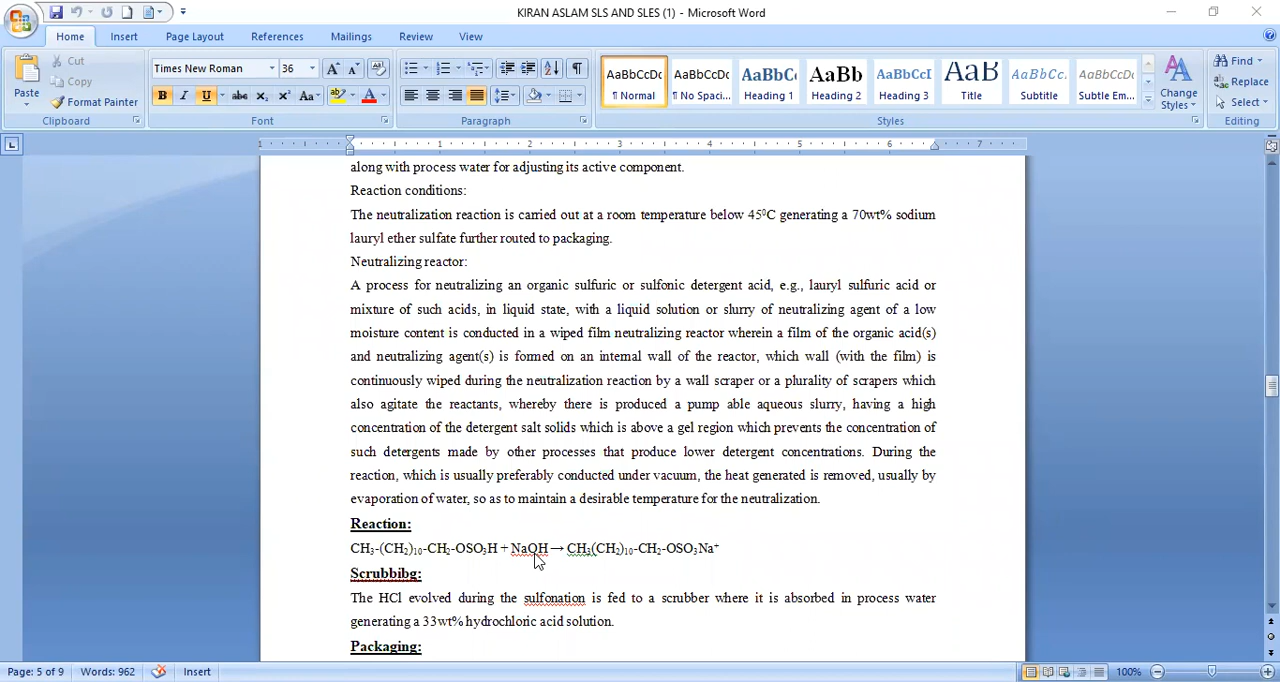 KIRAN ASLAM SLS AND SLES (1) - Microsoft Word
Home Insert Page Layout References Mailings Review View
Paste Cut Copy Format Painter
Times New Roman 36
AaBbCcDc AaBbCcDc AaBbC AaBb AaBbCcI AaB AaBbCcI AaBbCcDc
¶ Normal ¶ No Spaci... Heading 1 Heading 2 Heading 3 Title Subtitle Subtle Em...
Change Styles
Find Replace Select
Clipboard Font Paragraph Styles Editing
1 1 2 3 4 5 6 7
along with process water for adjusting its active component.
Reaction conditions:
The neutralization reaction is carried out at a room temperature below 45⁰C generating a 70wt% sodium
lauryl ether sulfate further routed to packaging.
Neutralizing reactor:
A process for neutralizing an organic sulfuric or sulfonic detergent acid, e.g., lauryl sulfuric acid or
mixture of such acids, in liquid state, with a liquid solution or slurry of neutralizing agent of a low
moisture content is conducted in a wiped film neutralizing reactor wherein a film of the organic acid(s)
and neutralizing agent(s) is formed on an internal wall of the reactor, which wall (with the film) is
continuously wiped during the neutralization reaction by a wall scraper or a plurality of scrapers which
also agitate the reactants, whereby there is produced a pump able aqueous slurry, having a high
concentration of the detergent salt solids which is above a gel region which prevents the concentration of
such detergents made by other processes that produce lower detergent concentrations. During the
reaction, which is usually preferably conducted under vacuum, the heat generated is removed, usually by
evaporation of water, so as to maintain a desirable temperature for the neutralization.
Reaction:
CH₃-(CH₂)₁₀-CH₂-OSO₃H + NaOH → CH₃(CH₂)₁₀-CH₂-OSO₃Na⁺
Scrubbibg:
The HCl evolved during the sulfonation is fed to a scrubber where it is absorbed in process water
generating a 33wt% hydrochloric acid solution.
Packaging:
Page: 5 of 9 Words: 962 Insert 100%